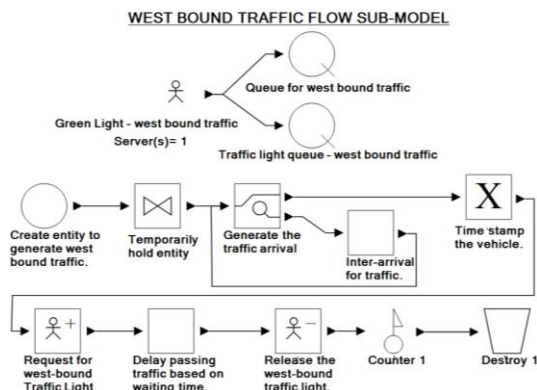 WEST BOUND TRAFFIC FLOW SUB-MODEL
Queue for west bound traffic
Green Light - west bound traffic
Server(s)= 1
Traffic light queue - west bound traffic
Create entity to
generate west
bound traffic.
Temporarily
hold entity
Generate the
traffic arrival
Inter-arrival
for traffic.
X
Time stamp
the vehicle.
Request for
west-bound
Traffic Light
Delay passing
traffic based on
waiting time.
Release the
west-bound
traffic light.
Counter 1
Destroy 1